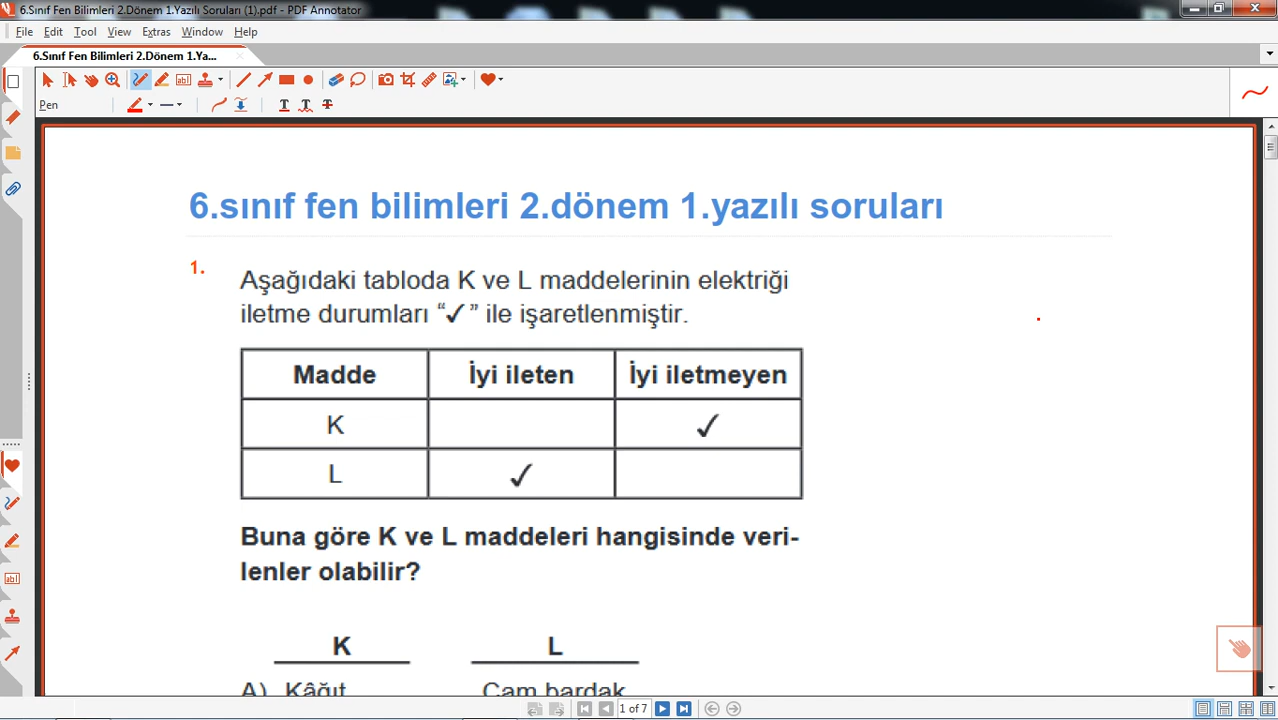 6.Sınıf Fen Bilimleri 2.Dönem 1.Yazılı Soruları (1).pdf - PDF Annotator
File Edit Tool View Extras Window Help
6.Sınıf Fen Bilimleri 2.Dönem 1.Ya...
Pen
6.sınıf fen bilimleri 2.dönem 1.yazılı soruları
1.
Aşağıdaki tabloda K ve L maddelerinin elektriği
iletme durumları “✓” ile işaretlenmiştir.
Madde İyi ileten İyi iletmeyen
K ✓
L ✓
Buna göre K ve L maddeleri hangisinde veri-
lenler olabilir?
K L
A) Kâğıt Cam bardak
1 of 7